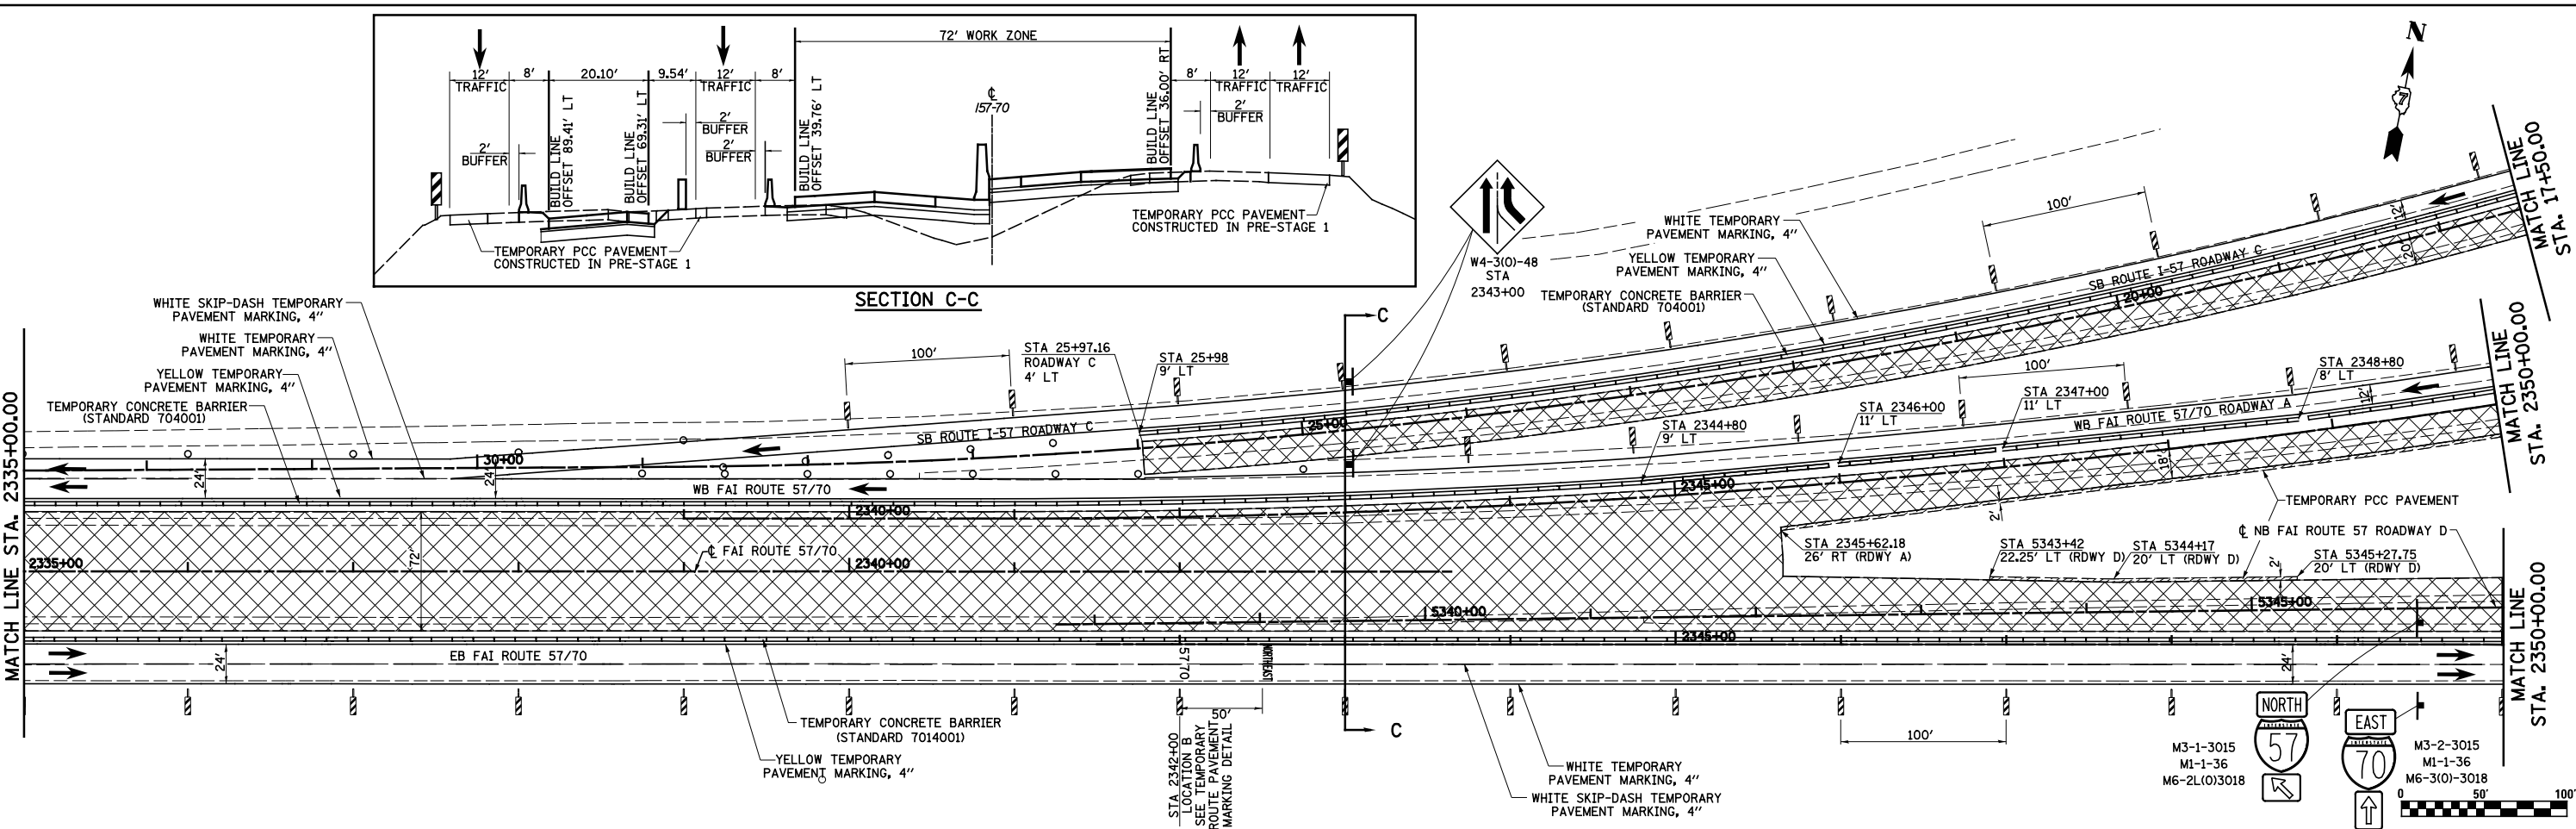 72' WORK ZONE
12'
TRAFFIC
8'
20.10'
9.54'
12'
TRAFFIC
8'
8'
12'
TRAFFIC
12'
TRAFFIC
2'
BUFFER
BUILD LINE
OFFSET 89.41' LT
BUILD LINE
OFFSET 69.31' LT
2'
BUFFER
2'
BUFFER
BUILD LINE
OFFSET 39.76' LT
℄
157-70
BUILD LINE
OFFSET 36.00' RT
2'
BUFFER
TEMPORARY PCC PAVEMENT
CONSTRUCTED IN PRE-STAGE 1
TEMPORARY PCC PAVEMENT
CONSTRUCTED IN PRE-STAGE 1
SECTION C-C
N
7
MATCH LINE
STA. 17+50.00
W4-3(O)-48
STA
2343+00
WHITE TEMPORARY
PAVEMENT MARKING, 4"
YELLOW TEMPORARY
PAVEMENT MARKING, 4"
TEMPORARY CONCRETE BARRIER
(STANDARD 704001)
100'
12'
20'
SB ROUTE I-57 ROADWAY C
20+00
WHITE SKIP-DASH TEMPORARY
PAVEMENT MARKING, 4"
WHITE TEMPORARY
PAVEMENT MARKING, 4"
YELLOW TEMPORARY
PAVEMENT MARKING, 4"
TEMPORARY CONCRETE BARRIER
(STANDARD 704001)
100'
STA 25+97.16
ROADWAY C
4' LT
STA 25+98
9' LT
C
SB ROUTE I-57 ROADWAY C
25+00
30+00
24'
24'
WB FAI ROUTE 57/70
STA 2344+80
9' LT
STA 2346+00
11' LT
STA 2347+00
11' LT
100'
STA 2348+80
8' LT
12'
WB FAI ROUTE 57/70 ROADWAY A
18'
2'
MATCH LINE
STA. 2350+00.00
MATCH LINE STA. 2335+00.00
2340+00
2345+00
TEMPORARY PCC PAVEMENT
℄ NB FAI ROUTE 57 ROADWAY D
2335+00
72'
℄ FAI ROUTE 57/70
2340+00
STA 2345+62.18
26' RT (RDWY A)
STA 5343+42
22.25' LT (RDWY D)
STA 5344+17
20' LT (RDWY D)
2'
STA 5345+27.75
20' LT (RDWY D)
5340+00
5345+00
2345+00
24'
EB FAI ROUTE 57/70
57/70
NORTHEAST
24'
MATCH LINE
STA. 2350+00.00
TEMPORARY CONCRETE BARRIER
(STANDARD 7014001)
YELLOW TEMPORARY
PAVEMENT MARKING, 4"
50'
STA 2342+00
LOCATION B
SEE TEMPORARY
ROUTE PAVEMENT
MARKING DETAIL
C
WHITE TEMPORARY
PAVEMENT MARKING, 4"
WHITE SKIP-DASH TEMPORARY
PAVEMENT MARKING, 4"
100'
M3-1-3015
M1-1-36
M6-2L(O)3018
NORTH
INTERSTATE
57
EAST
INTERSTATE
70
M3-2-3015
M1-1-36
M6-3(O)-3018
0 50' 100'